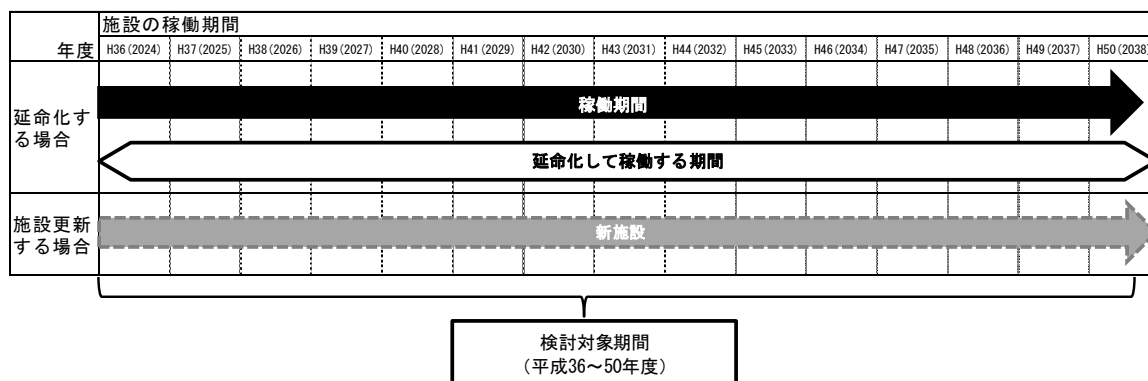 施設の稼働期間
年度 H36(2024) H37(2025) H38(2026) H39(2027) H40(2028) H41(2029) H42(2030) H43(2031) H44(2032) H45(2033) H46(2034) H47(2035) H48(2036) H49(2037) H50(2038)
延命化す
る場合
稼働期間
延命化して稼働する期間
施設更新
する場合
新施設
検討対象期間
(平成36~50年度)